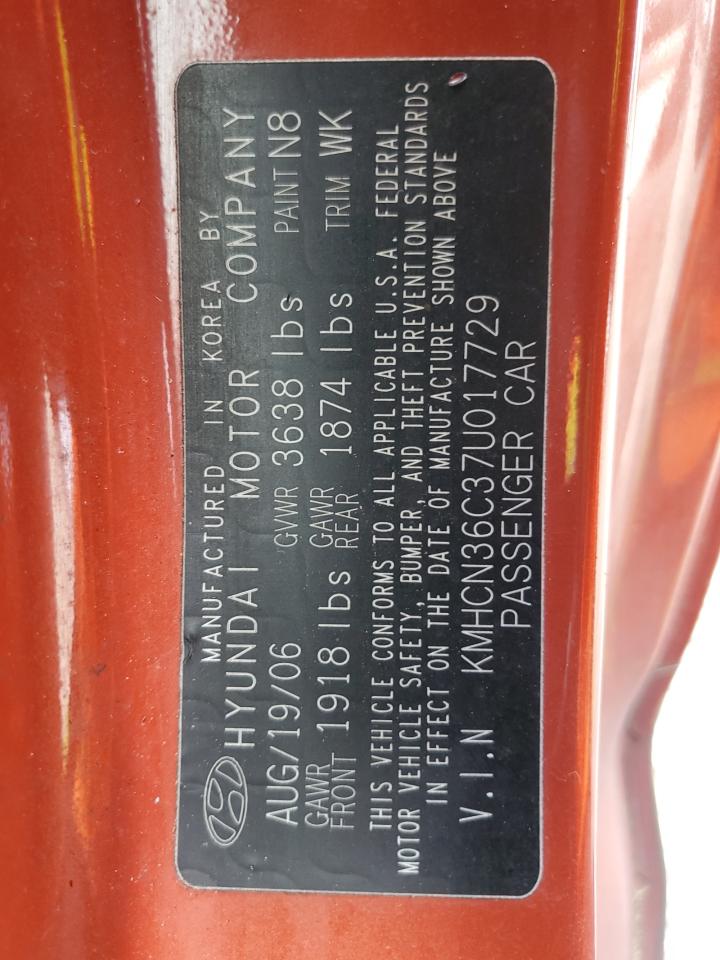 MANUFACTURED IN KOREA BY
HYUNDAI MOTOR COMPANY
AUG/19/06 GVWR 3638 lbs PAINT N8
GAWR FRONT 1918 lbs GAWR REAR 1874 lbs TRIM WK
THIS VEHICLE CONFORMS TO ALL APPLICABLE U.S.A. FEDERAL
MOTOR VEHICLE SAFETY, BUMPER, AND THEFT PREVENTION STANDARDS
IN EFFECT ON THE DATE OF MANUFACTURE SHOWN ABOVE
V.I.N KMHCN36C37U017729
PASSENGER CAR